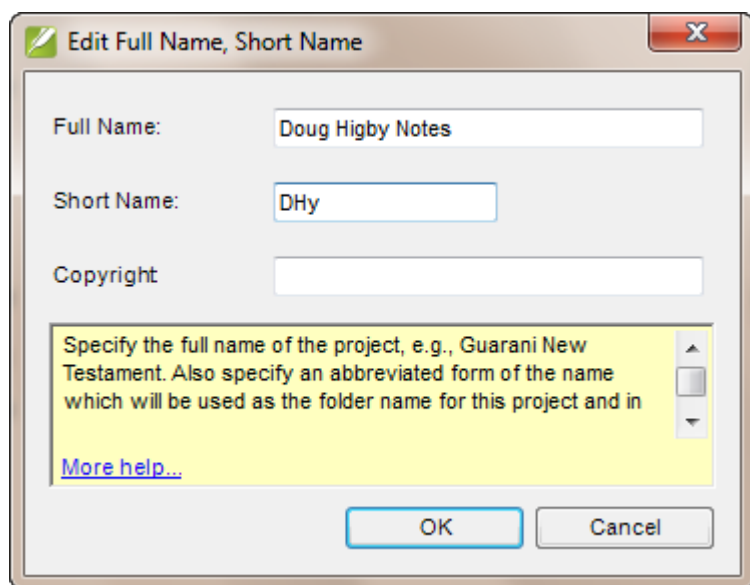 Edit Full Name, Short Name
Full Name: Doug Higby Notes
Short Name: DHy
Copyright
Specify the full name of the project, e.g., Guarani New
Testament. Also specify an abbreviated form of the name
which will be used as the folder name for this project and in
More help...
OK Cancel